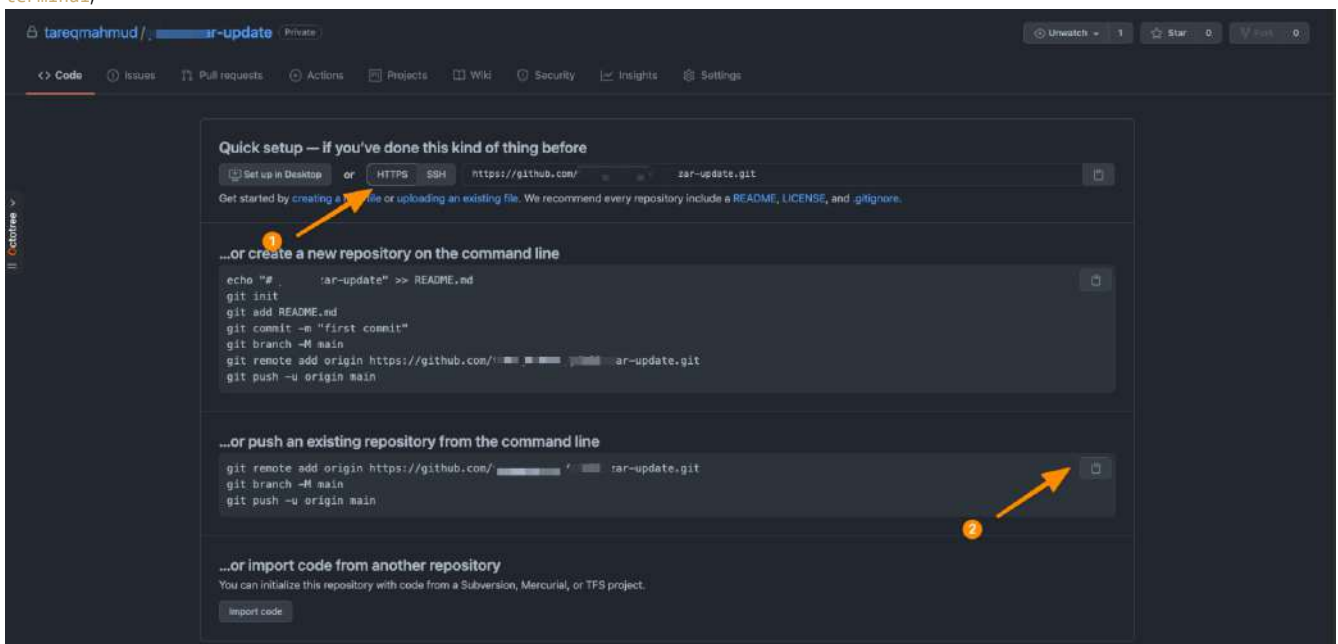 terminal,
tareqmahmud / ar-update Private
Unwatch 1 Star 0 Fork 0
<> Code Issues Pull requests Actions Projects Wiki Security Insights Settings
Octotree
Quick setup — if you've done this kind of thing before
Set up in Desktop or HTTPS SSH https://github.com/ zar-update.git
Get started by creating a file or uploading an existing file. We recommend every repository include a README, LICENSE, and .gitignore.
1
...or create a new repository on the command line
echo "# zar-update" >> README.md
git init
git add README.md
git commit -m "first commit"
git branch -M main
git remote add origin https://github.com/ ar-update.git
git push -u origin main
...or push an existing repository from the command line
git remote add origin https://github.com/ zar-update.git
git branch -M main
git push -u origin main
2
...or import code from another repository
You can initialize this repository with code from a Subversion, Mercurial, or TFS project.
Import code